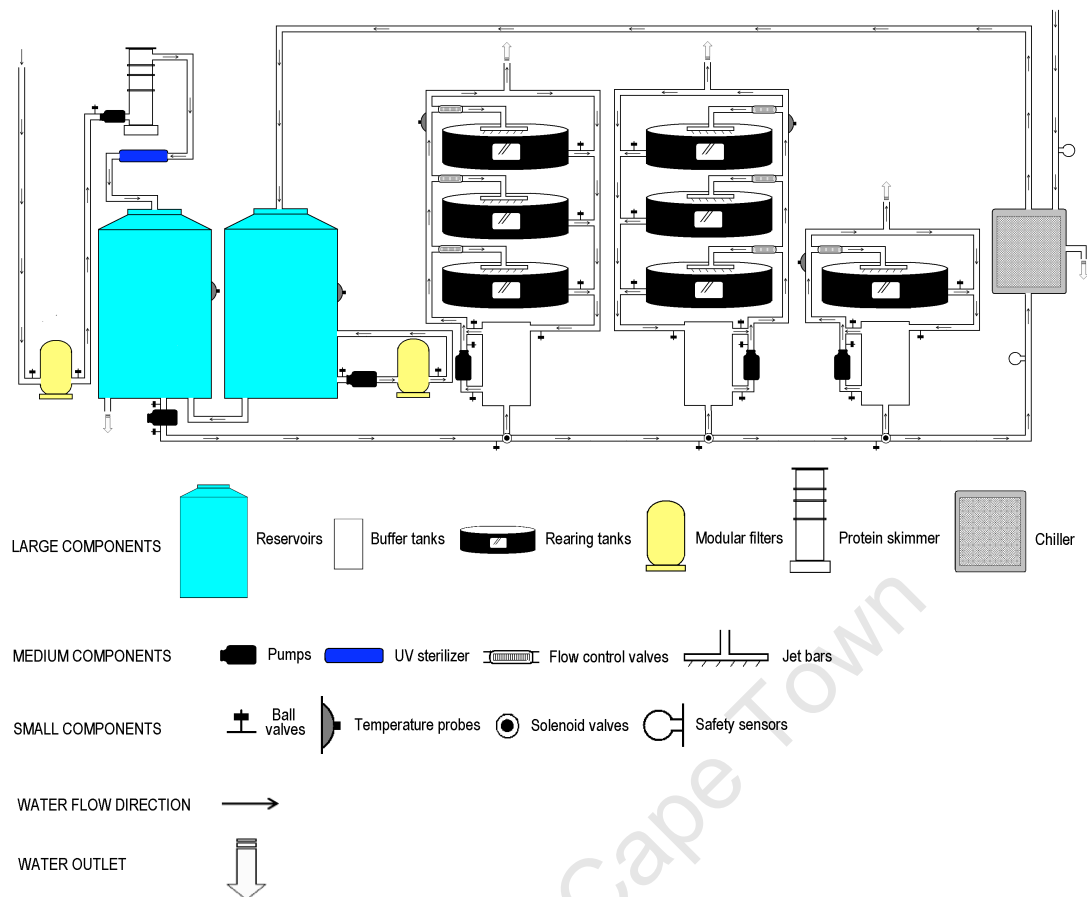 LARGE COMPONENTS
Reservoirs
Buffer tanks
Rearing tanks
Modular filters
Protein skimmer
Chiller
MEDIUM COMPONENTS
Pumps
UV sterilizer
Flow control valves
Jet bars
SMALL COMPONENTS
Ball
valves
Temperature probes
Solenoid valves
Safety sensors
WATER FLOW DIRECTION
WATER OUTLET
Cape Town